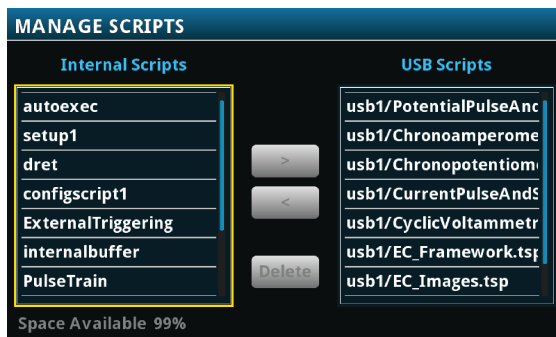 MANAGE SCRIPTS
Internal Scripts
USB Scripts
autoexec
setup1
dret
configscript1
ExternalTriggering
internalbuffer
PulseTrain
>
<
Delete
usb1/PotentialPulseAnd
usb1/Chronoamperome
usb1/Chronopotentiom
usb1/CurrentPulseAndS
usb1/CyclicVoltammetr
usb1/EC_Framework.tsp
usb1/EC_Images.tsp
Space Available 99%